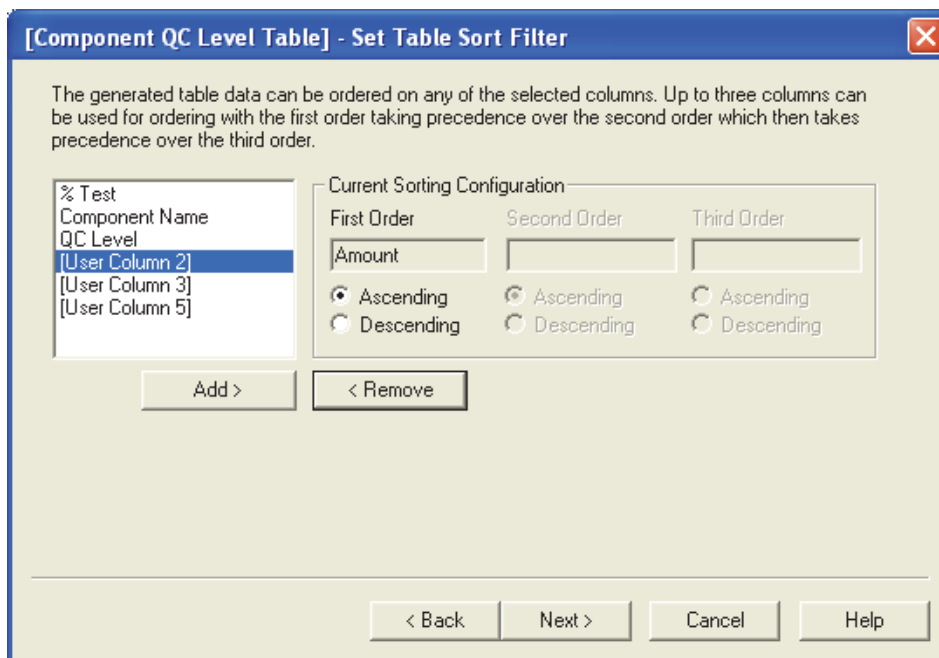 [Component QC Level Table] - Set Table Sort Filter
The generated table data can be ordered on any of the selected columns. Up to three columns can
be used for ordering with the first order taking precedence over the second order which then takes
precedence over the third order.
% Test
Component Name
QC Level
[User Column 2]
[User Column 3]
[User Column 5]
Current Sorting Configuration
First Order Second Order Third Order
Amount
Ascending Ascending Ascending
Descending Descending Descending
Add > < Remove
< Back Next > Cancel Help